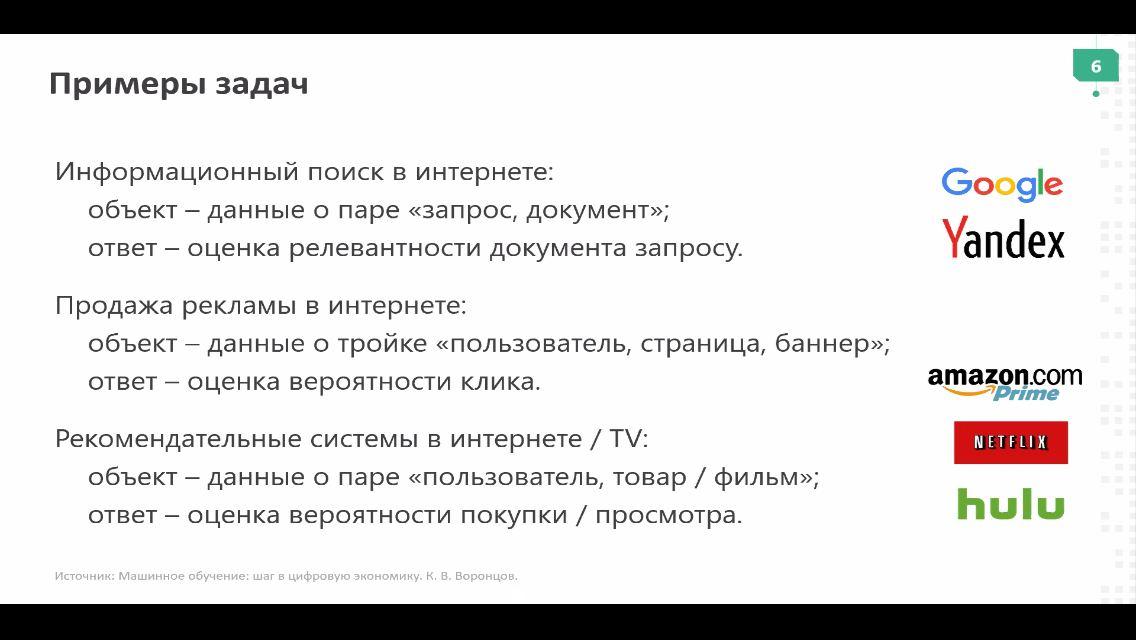 6
Примеры задач
Информационный поиск в интернете:
объект – данные о паре «запрос, документ»;
ответ – оценка релевантности документа запросу.
Google
Yandex
Продажа рекламы в интернете:
объект – данные о тройке «пользователь, страница, баннер»;
ответ – оценка вероятности клика.
amazon.com
Prime
Рекомендательные системы в интернете / TV:
объект – данные о паре «пользователь, товар / фильм»;
ответ – оценка вероятности покупки / просмотра.
NETFLIX
hulu
Источник: Машинное обучение: шаг в цифровую экономику. К. В. Воронцов.